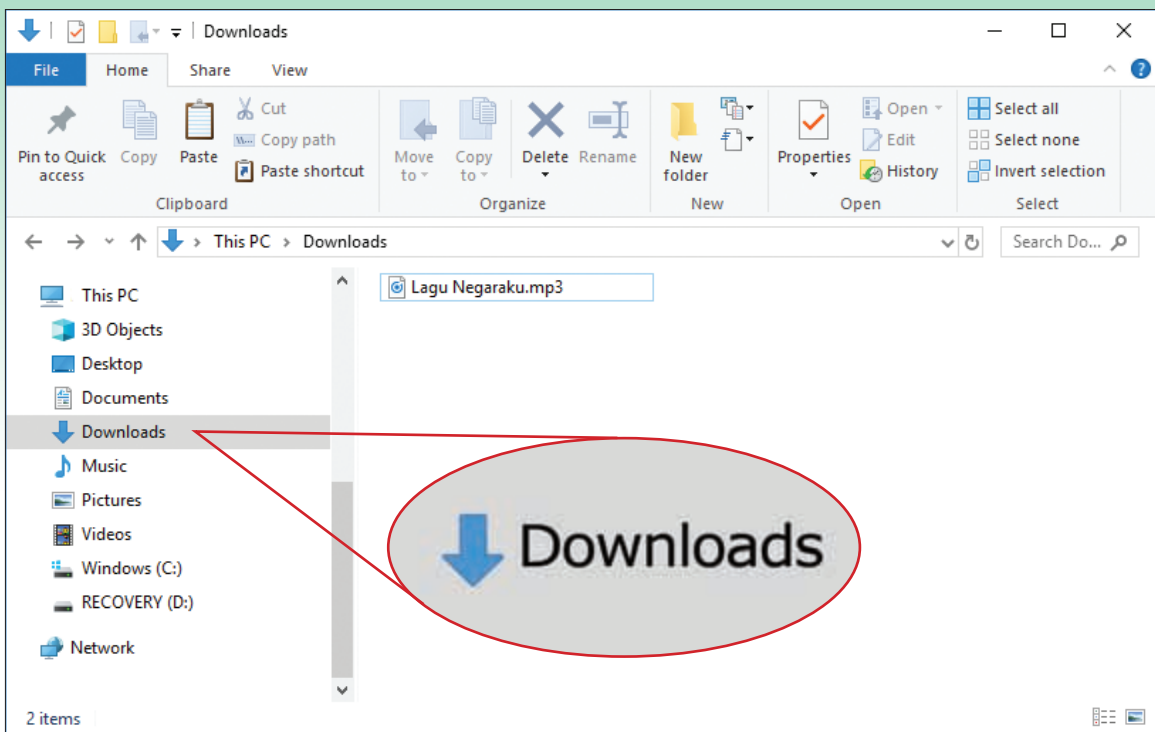 Downloads
File Home Share View
Pin to Quick access Copy Paste
Cut
Copy path
Paste shortcut
Move to Copy to Delete Rename
New folder
Properties
Open
Edit
History
Select all
Select none
Invert selection
Clipboard Organize New Open Select
This PC Downloads Search Do...
This PC
3D Objects
Desktop
Documents
Downloads
Music
Pictures
Videos
Windows (C:)
RECOVERY (D:)
Network
Lagu Negaraku.mp3
Downloads
2 items